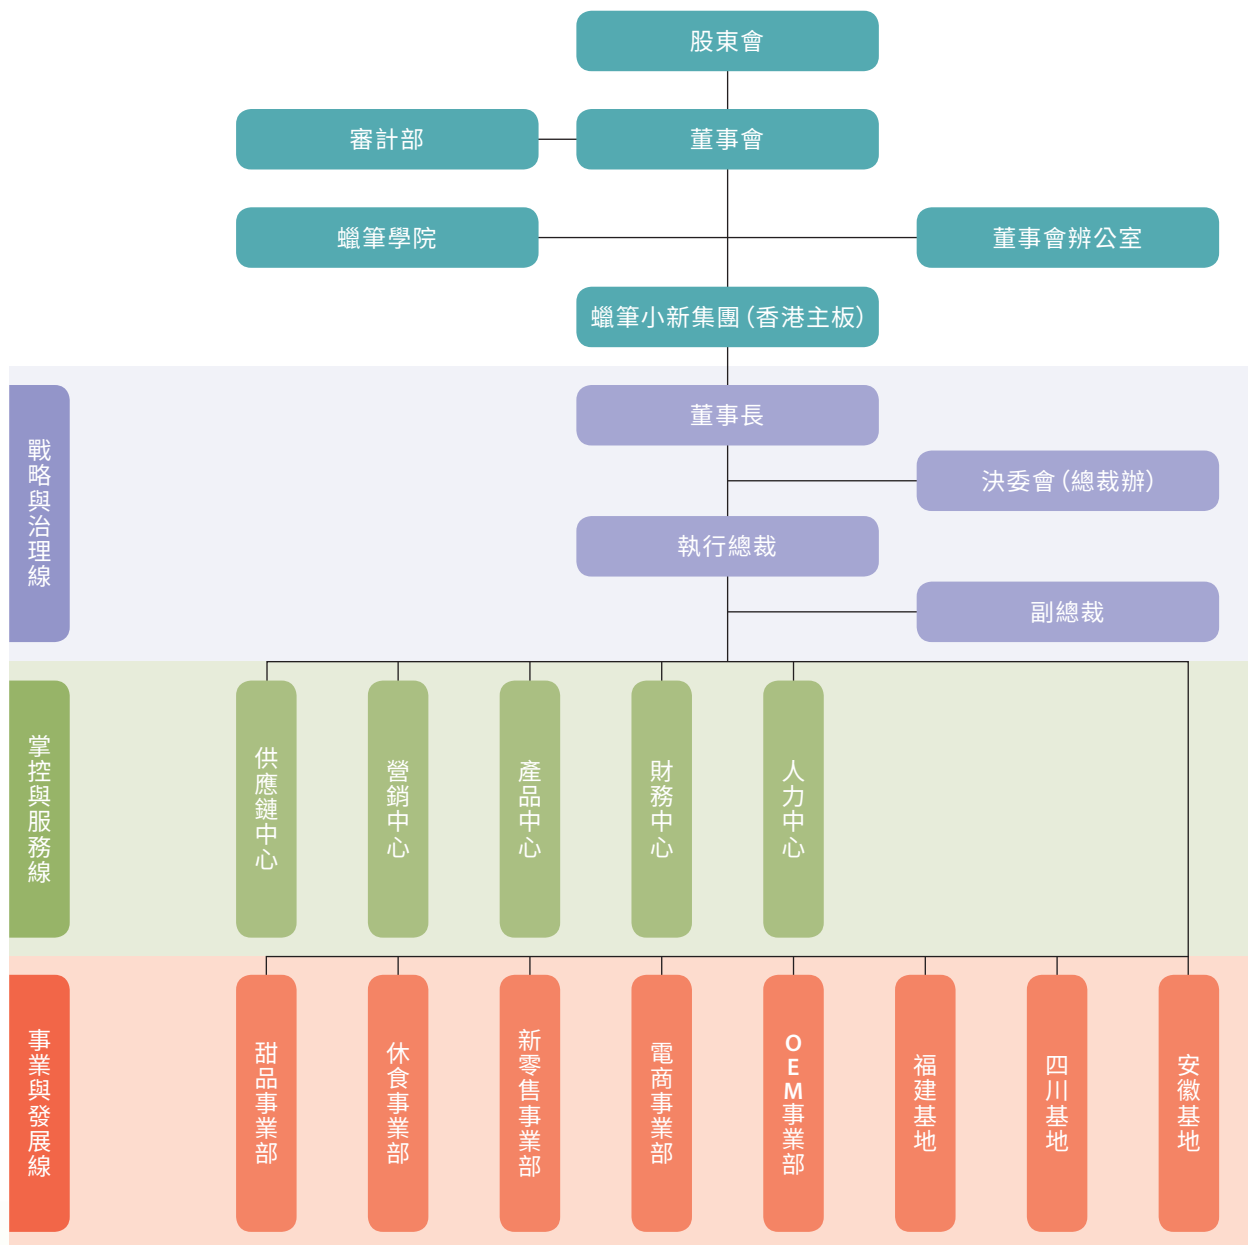 股東會
審計部
董事會
蠟筆學院
董事會辨公室
蠟筆小新集團（香港主板）
戰略與治理線
董事長
決委會（總裁辦）
執行總裁
副總裁
掌控與服務線
供應鏈中心
營銷中心
產品中心
財務中心
人力中心
事業與發展線
甜品事業部
休食事業部
新零售事業部
電商事業部
OEM事業部
福建基地
四川基地
安徽基地